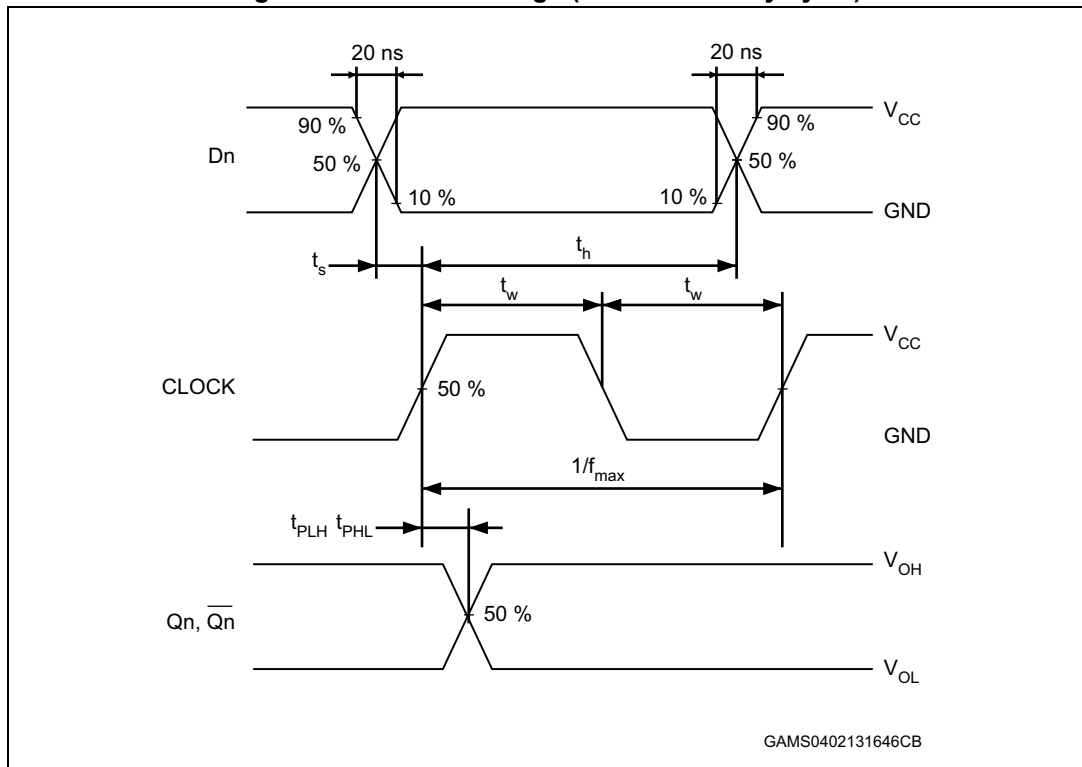 20 ns
20 ns
V_CC
90 %
90 %
Dn
50 %
50 %
10 %
10 %
GND
t_s
t_h
t_w
t_w
V_CC
CLOCK
50 %
GND
1/f_max
t_PLH t_PHL
V_OH
Qn, Q̅n̅
50 %
V_OL
GAMS0402131646CB